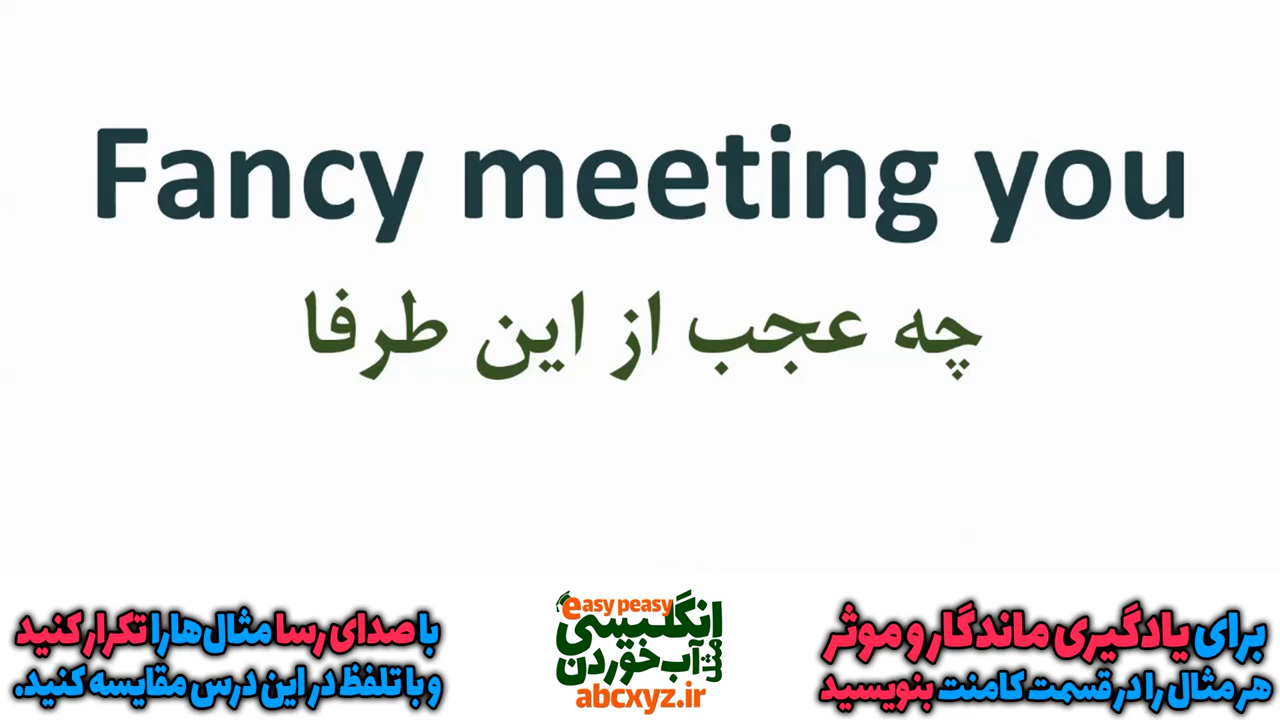 Fancy meeting you
چه عجب از این طرفا
برای یادگیری ماندگار و موثر
هر مثال را در قسمت کامنت بنویسید
easy peasy
انگلیسی
مثل
آب خوردن
abcxyz.ir
با صدای رسا مثال‌ها را تکرار کنید
و با تلفظ در این درس مقایسه کنید.